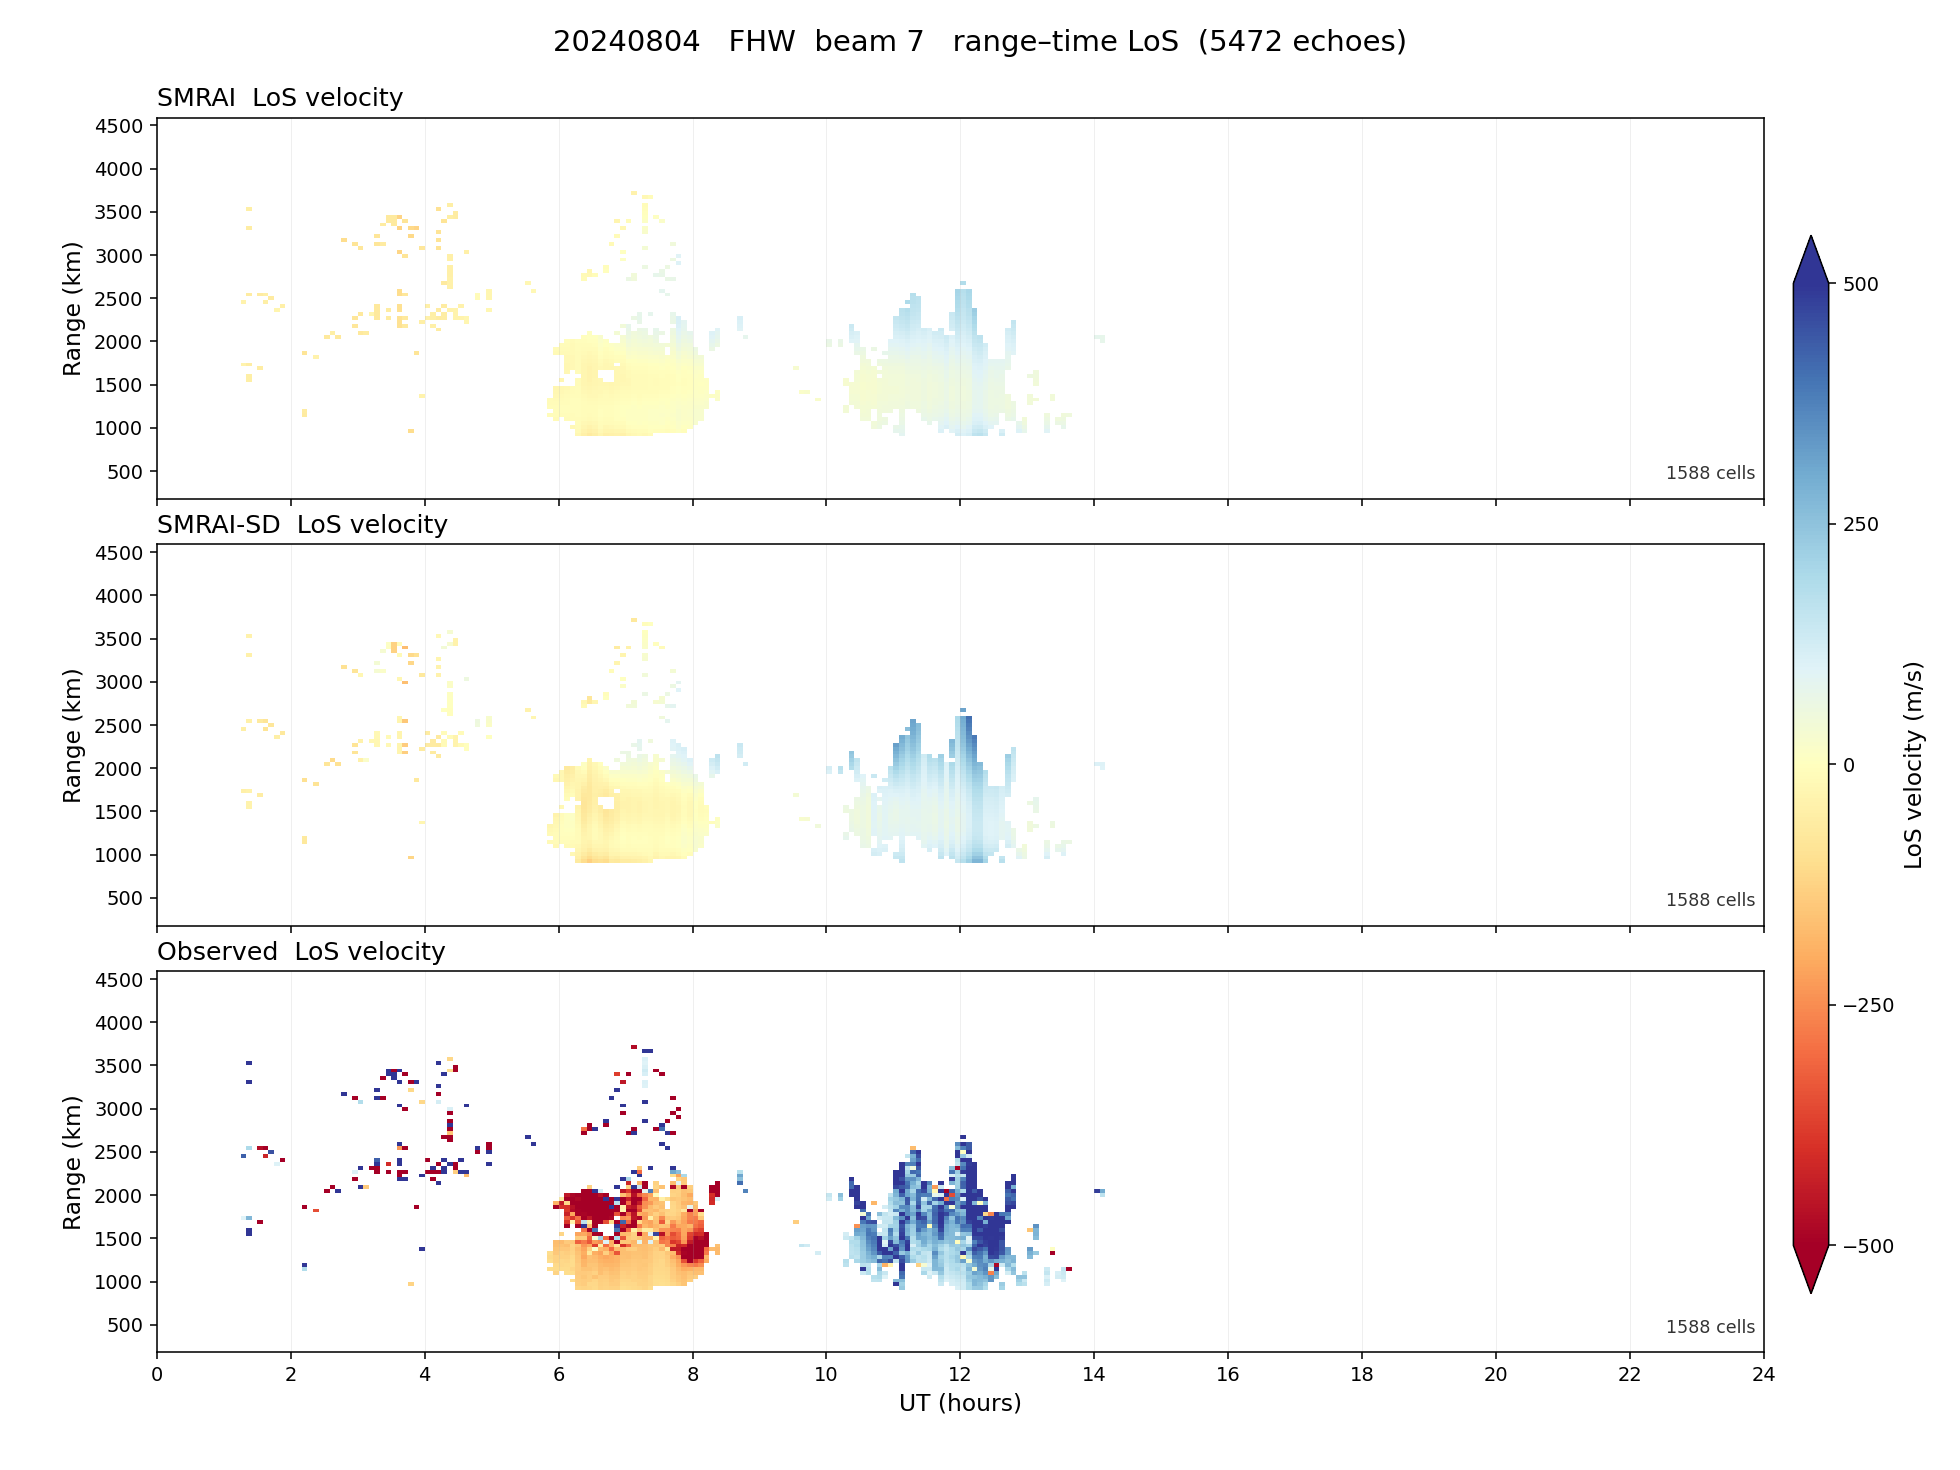 20240804   FHW  beam 7   range–time LoS  (5472 echoes)
SMRAI  LoS velocity
4500
4000
3500
3000
2500
2000
1500
1000
500
Range (km)
1588 cells
SMRAI-SD  LoS velocity
4500
4000
3500
3000
2500
2000
1500
1000
500
Range (km)
1588 cells
Observed  LoS velocity
4500
4000
3500
3000
2500
2000
1500
1000
500
Range (km)
1588 cells
0 2 4 6 8 10 12 14 16 18 20 22 24
UT (hours)
500
250
0
−250
−500
LoS velocity (m/s)